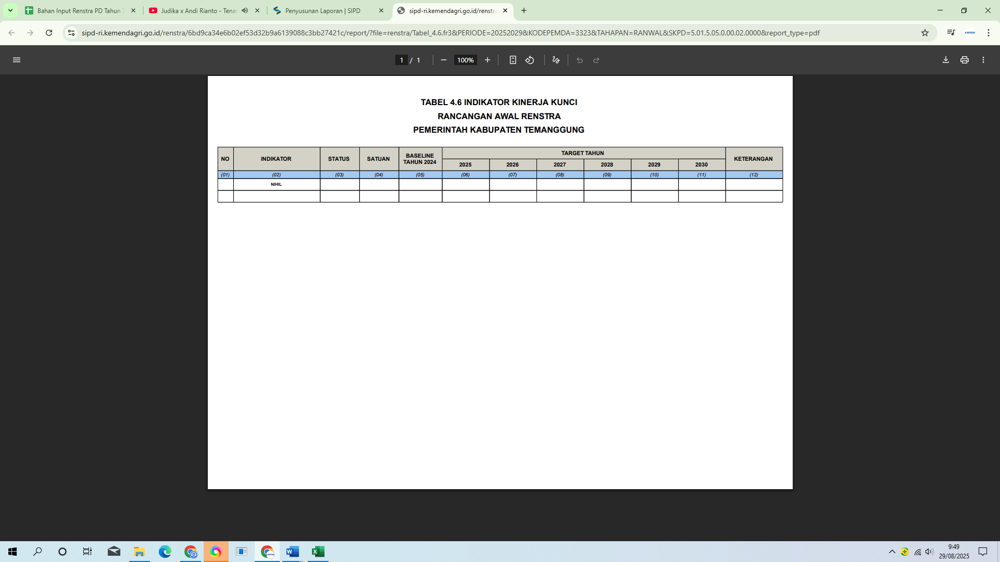 Bahan Input Renstra PD Tahun 2
Judika x Andi Rianto - Tenan
Penyusunan Laporan | SIPD
sipd-ri.kemendagri.go.id/renstra
sipd-ri.kemendagri.go.id/renstra/6bd9ca34e6b02ef53d32b9a6139088c3bb27421c/report/?file=renstra/Tabel_4.6.fr3&PERIODE=20252029&KODEPEMDA=3323&TAHAPAN=RANWAL&SKPD=5.01.5.05.0.00.02.0000&report_type=pdf
1 / 1
100%
TABEL 4.6 INDIKATOR KINERJA KUNCI
RANCANGAN AWAL RENSTRA
PEMERINTAH KABUPATEN TEMANGGUNG
NO INDIKATOR STATUS SATUAN BASELINE TAHUN 2024 TARGET TAHUN KETERANGAN
2025 2026 2027 2028 2029 2030
(01) (02) (03) (04) (05) (06) (07) (08) (09) (10) (11) (12)
NIHIL
9:49
29/08/2025